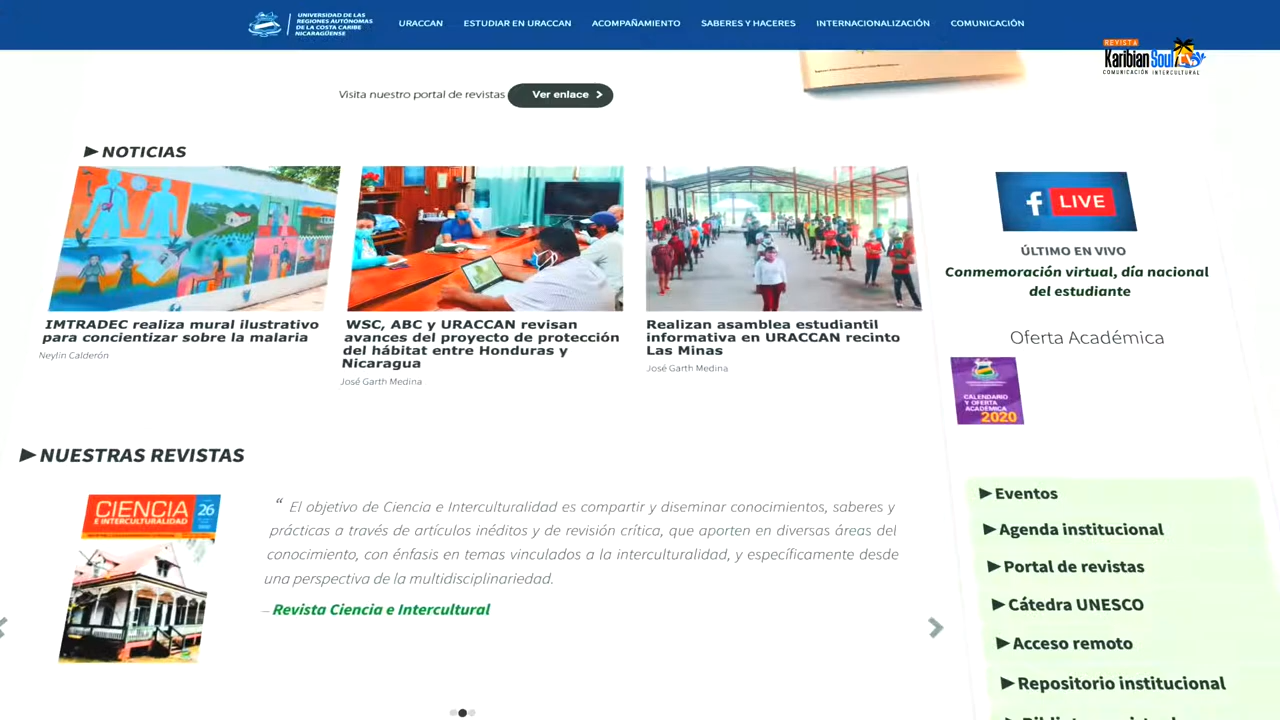 UNIVERSIDAD DE LAS
REGIONES AUTÓNOMAS
DE LA COSTA CARIBE
NICARAGÜENSE
URACCAN
ESTUDIAR EN URACCAN
ACOMPAÑAMIENTO
SABERES Y HACERES
INTERNACIONALIZACIÓN
COMUNICACIÓN
REVISTA
Karibian Soul
COMUNICACIÓN INTERCULTURAL
Visita nuestro portal de revistas
Ver enlace
NOTICIAS
IMTRADEC realiza mural ilustrativo
para concientizar sobre la malaria
Neylin Calderón
WSC, ABC y URACCAN revisan
avances del proyecto de protección
del hábitat entre Honduras y
Nicaragua
José Garth Medina
Realizan asamblea estudiantil
informativa en URACCAN recinto
Las Minas
José Garth Medina
f LIVE
ÚLTIMO EN VIVO
Conmemoración virtual, día nacional
del estudiante
Oferta Académica
CALENDARIO
Y OFERTA
ACADÉMICA
2020
NUESTRAS REVISTAS
CIENCIA
E INTERCULTURALIDAD
26
“ El objetivo de Ciencia e Interculturalidad es compartir y diseminar conocimientos, saberes y
prácticas a través de artículos inéditos y de revisión crítica, que aporten en diversas áreas del
conocimiento, con énfasis en temas vinculados a la interculturalidad, y específicamente desde
una perspectiva de la multidisciplinariedad.
– Revista Ciencia e Intercultural
Eventos
Agenda institucional
Portal de revistas
Cátedra UNESCO
Acceso remoto
Repositorio institucional